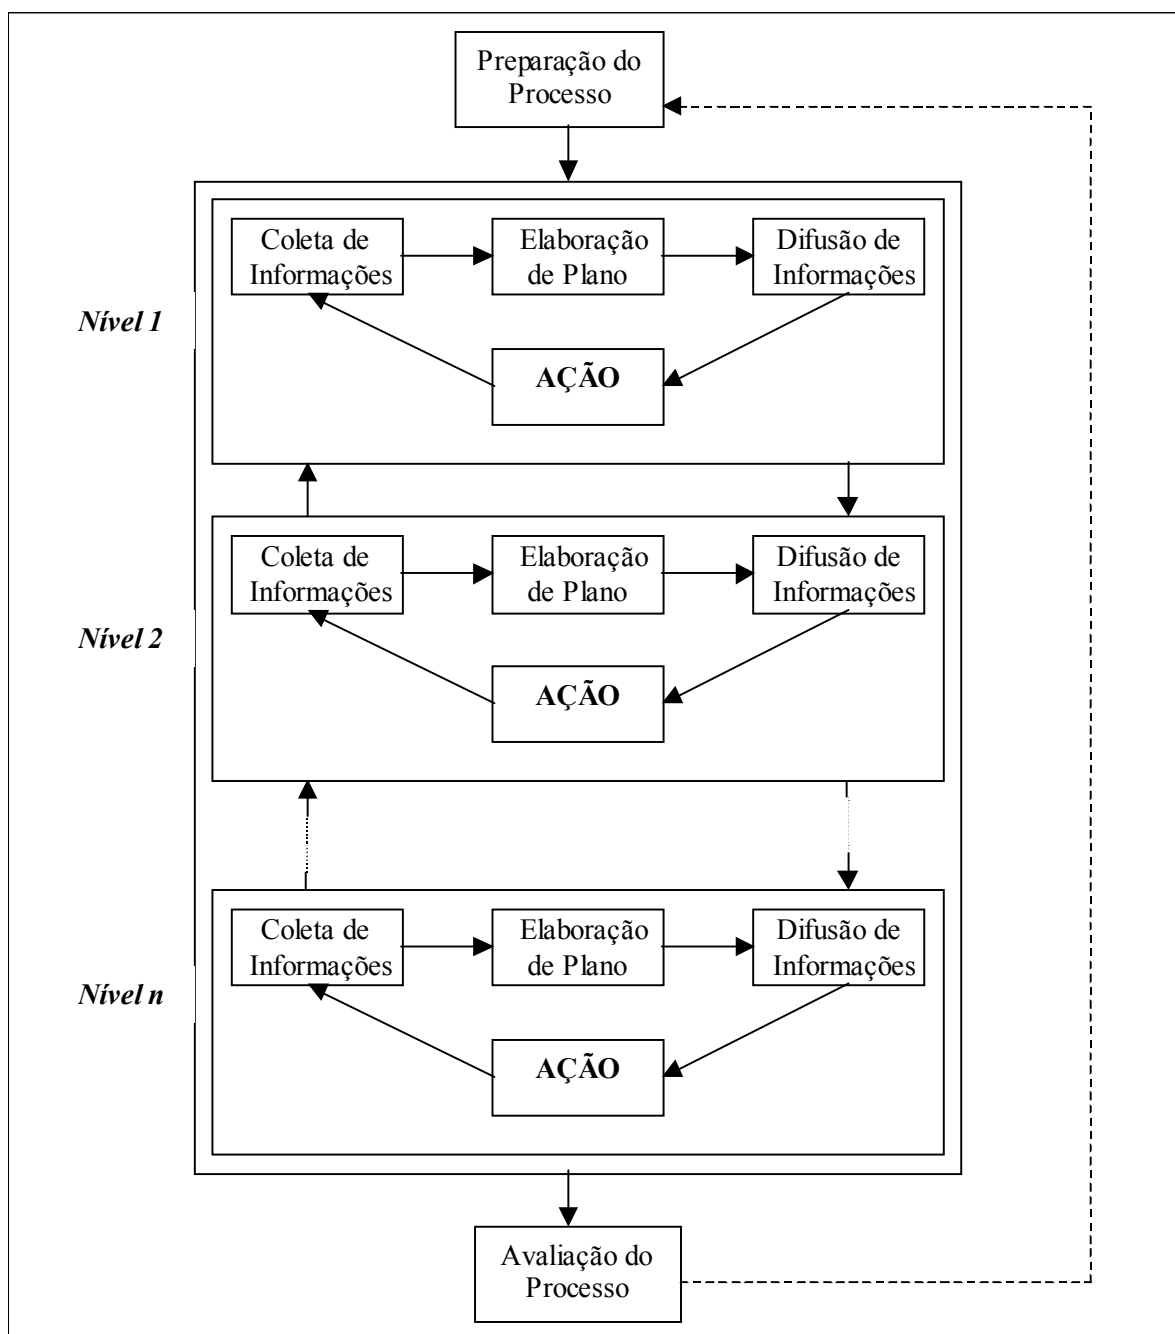 Preparação do
Processo
Coleta de
Informações
Elaboração
de Plano
Difusão de
Informações
Nível 1
AÇÃO
Coleta de
Informações
Elaboração
de Plano
Difusão de
Informações
Nível 2
AÇÃO
Coleta de
Informações
Elaboração
de Plano
Difusão de
Informações
Nível n
AÇÃO
Avaliação do
Processo